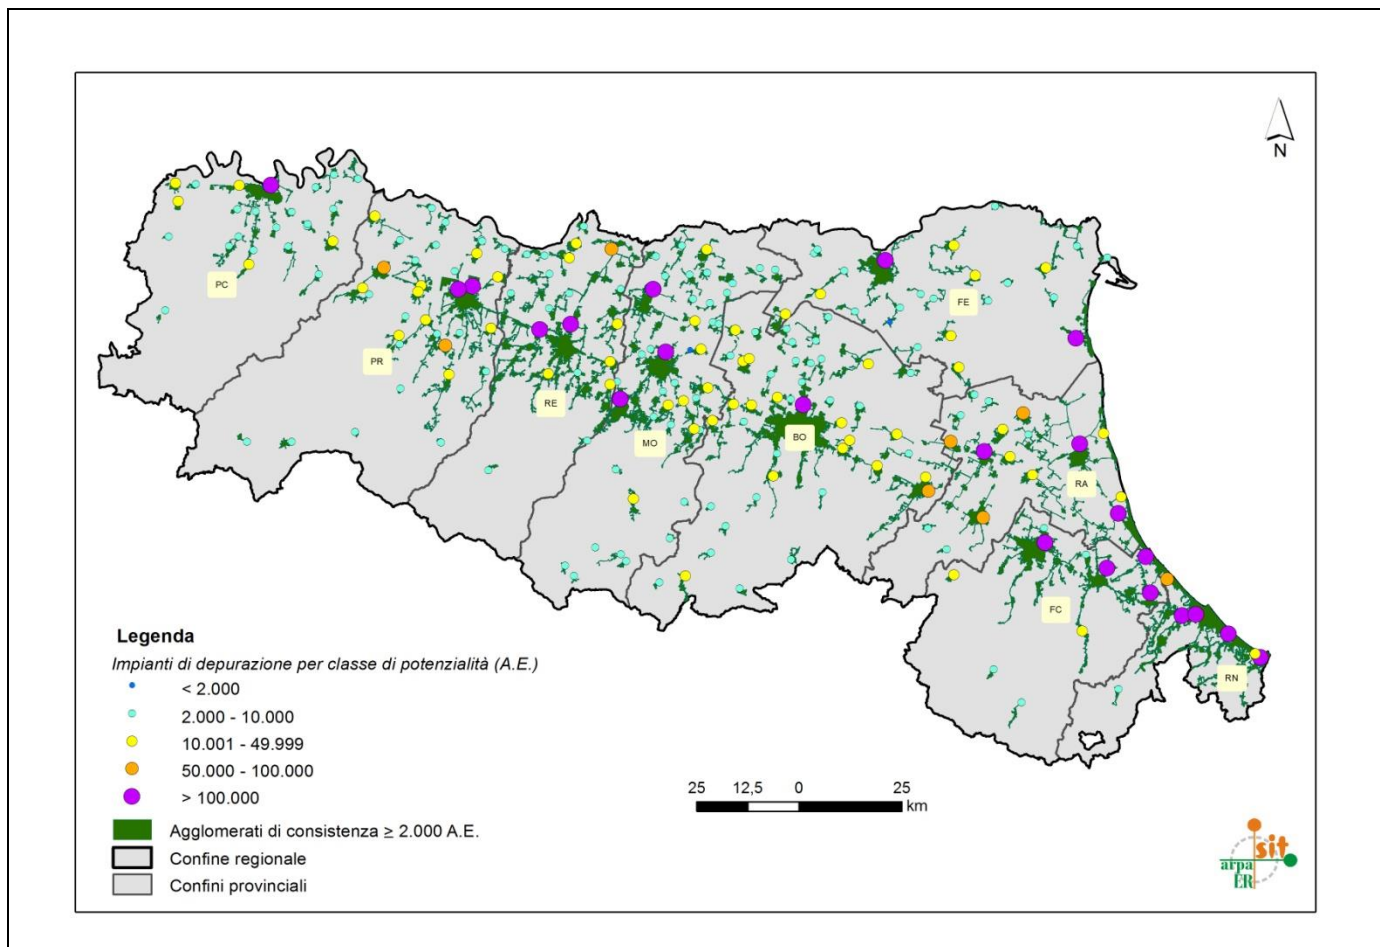 N
PC
PR
RE
MO
BO
FE
RA
FC
RN
Legenda
Impianti di depurazione per classe di potenzialità (A.E.)
< 2.000
2.000 - 10.000
10.001 - 49.999
50.000 - 100.000
> 100.000
Agglomerati di consistenza ≥ 2.000 A.E.
Confine regionale
Confini provinciali
25 12,5 0 25
km
sit
arpa
ER